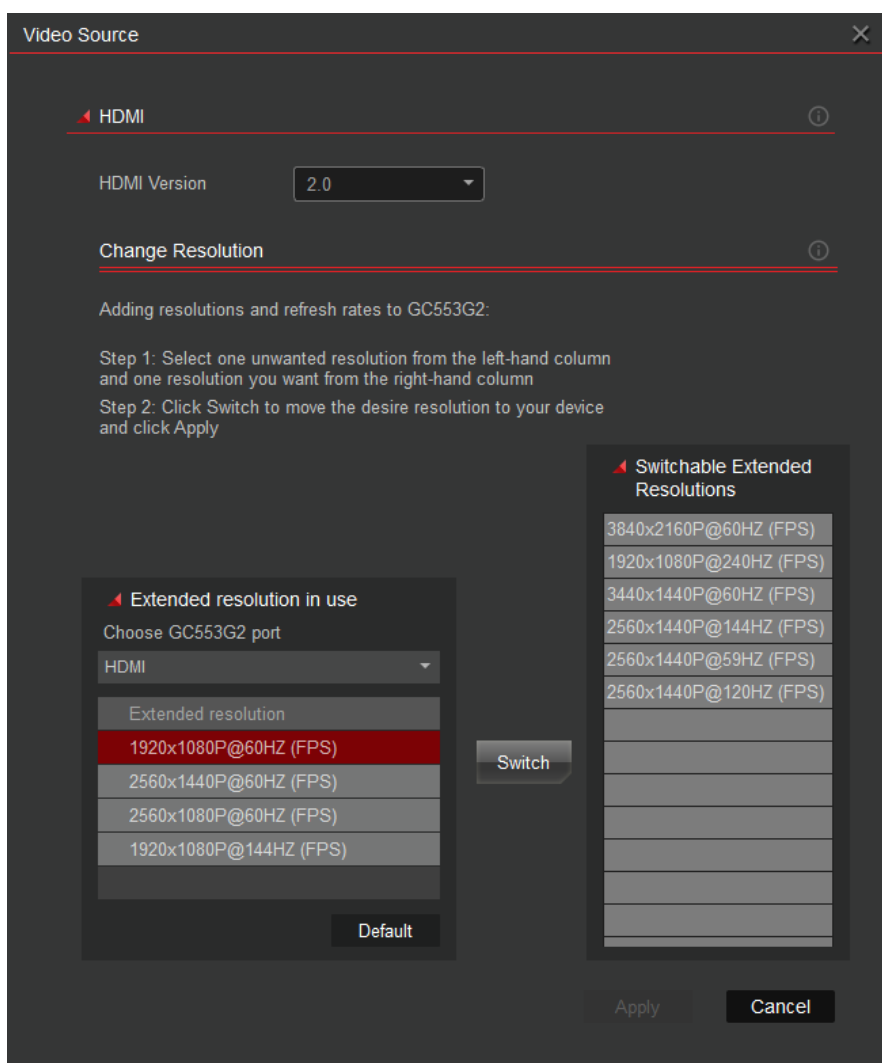 Video Source
HDMI
HDMI Version
2.0
Change Resolution
Adding resolutions and refresh rates to GC553G2:
Step 1: Select one unwanted resolution from the left-hand column
and one resolution you want from the right-hand column
Step 2: Click Switch to move the desire resolution to your device
and click Apply
Extended resolution in use
Choose GC553G2 port
HDMI
Extended resolution
1920x1080P@60HZ (FPS)
2560x1440P@60HZ (FPS)
2560x1080P@60HZ (FPS)
1920x1080P@144HZ (FPS)
Default
Switch
Switchable Extended
Resolutions
3840x2160P@60HZ (FPS)
1920x1080P@240HZ (FPS)
3440x1440P@60HZ (FPS)
2560x1440P@144HZ (FPS)
2560x1440P@59HZ (FPS)
2560x1440P@120HZ (FPS)
Apply
Cancel